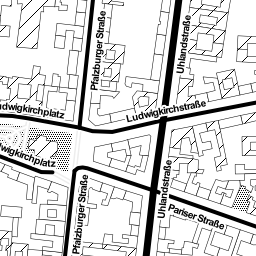 Pfalzburger Straße
Uhlandstraße
udwigkirchplatz
Ludwigkirchstraße
wigkirchplatz
Pfalzburger Straße
Uhlandstraße
Pariser Straße